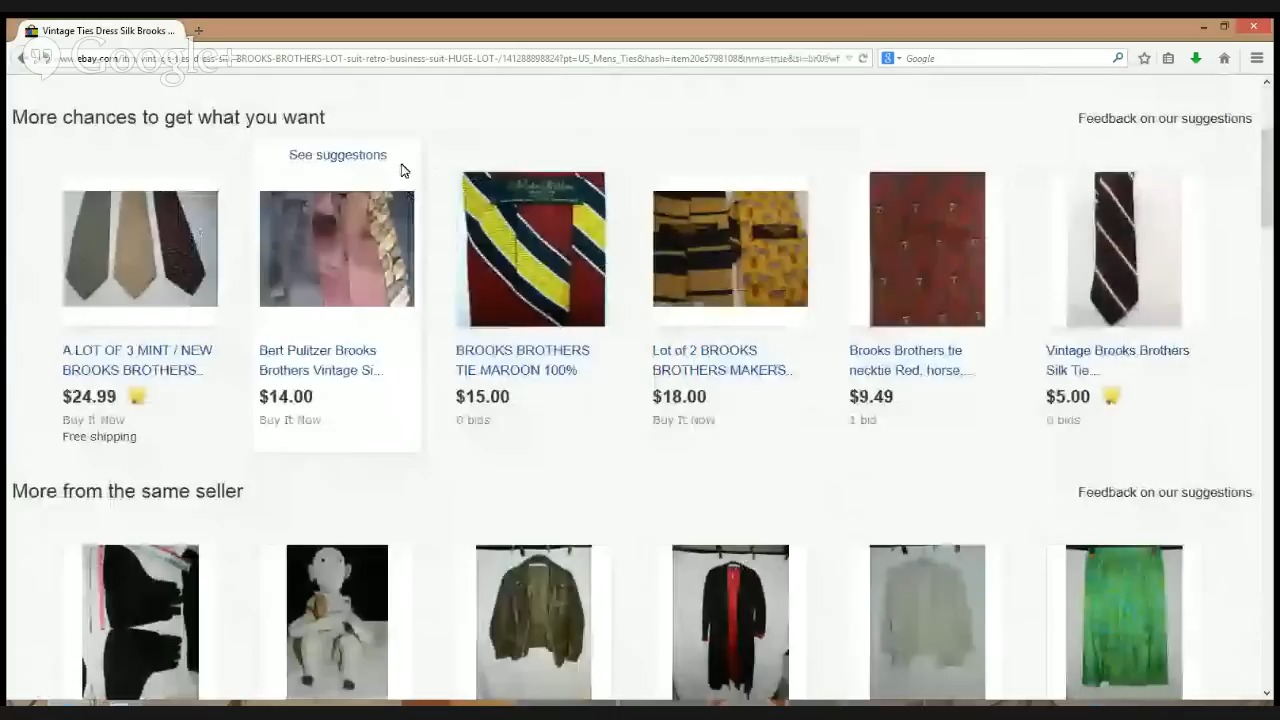 Vintage Ties Dress Silk Brooks ...
Google+
Google
More chances to get what you want
Feedback on our suggestions
See suggestions
A LOT OF 3 MINT / NEW
BROOKS BROTHERS...
$24.99
Buy It Now
Free shipping
Bert Pulitzer Brooks
Brothers Vintage Si...
$14.00
Buy It Now
BROOKS BROTHERS
TIE MAROON 100%
$15.00
0 bids
Lot of 2 BROOKS
BROTHERS MAKERS...
$18.00
Buy It Now
Brooks Brothers tie
necktie Red, horse,...
$9.49
1 bid
Vintage Brooks Brothers
Silk Tie...
$5.00
0 bids
More from the same seller
Feedback on our suggestions